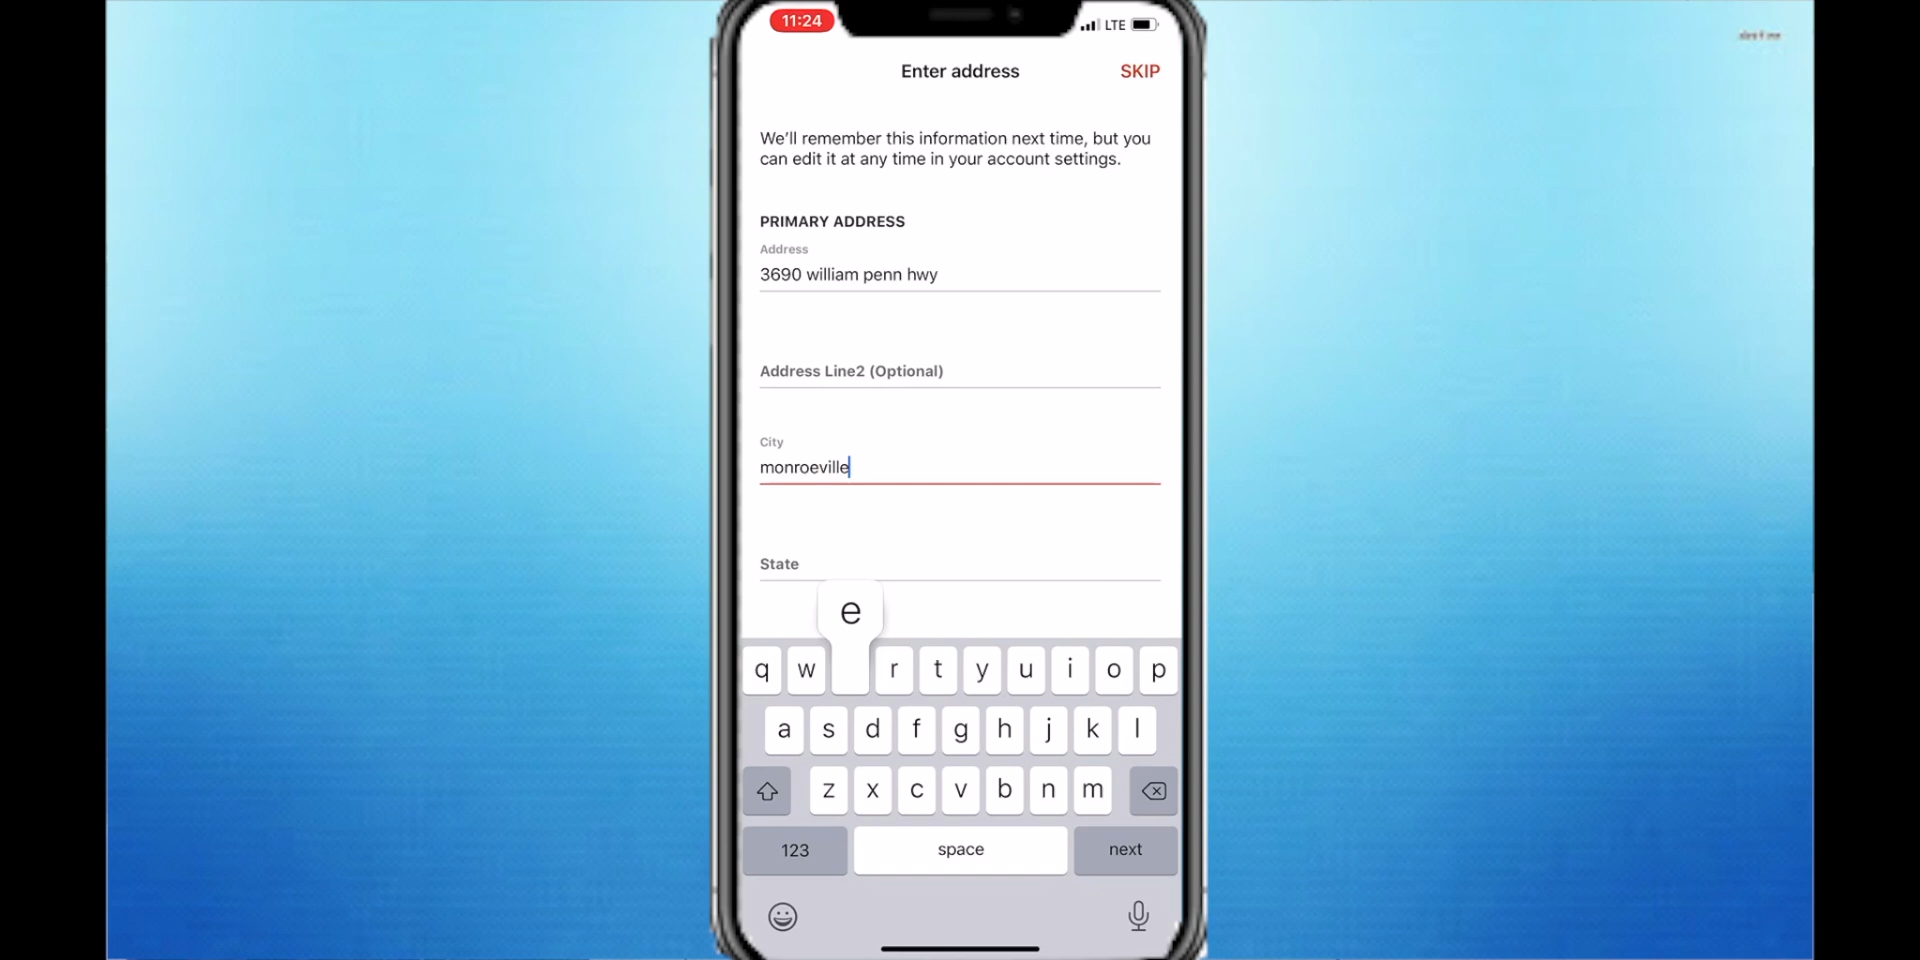 11:24
LTE
Enter address
SKIP
We'll remember this information next time, but you
can edit it at any time in your account settings.
PRIMARY ADDRESS
Address
3690 william penn hwy
Address Line2 (Optional)
City
monroeville
State
e
q w r t y u i o p
a s d f g h j k l
z x c v b n m
123 space next